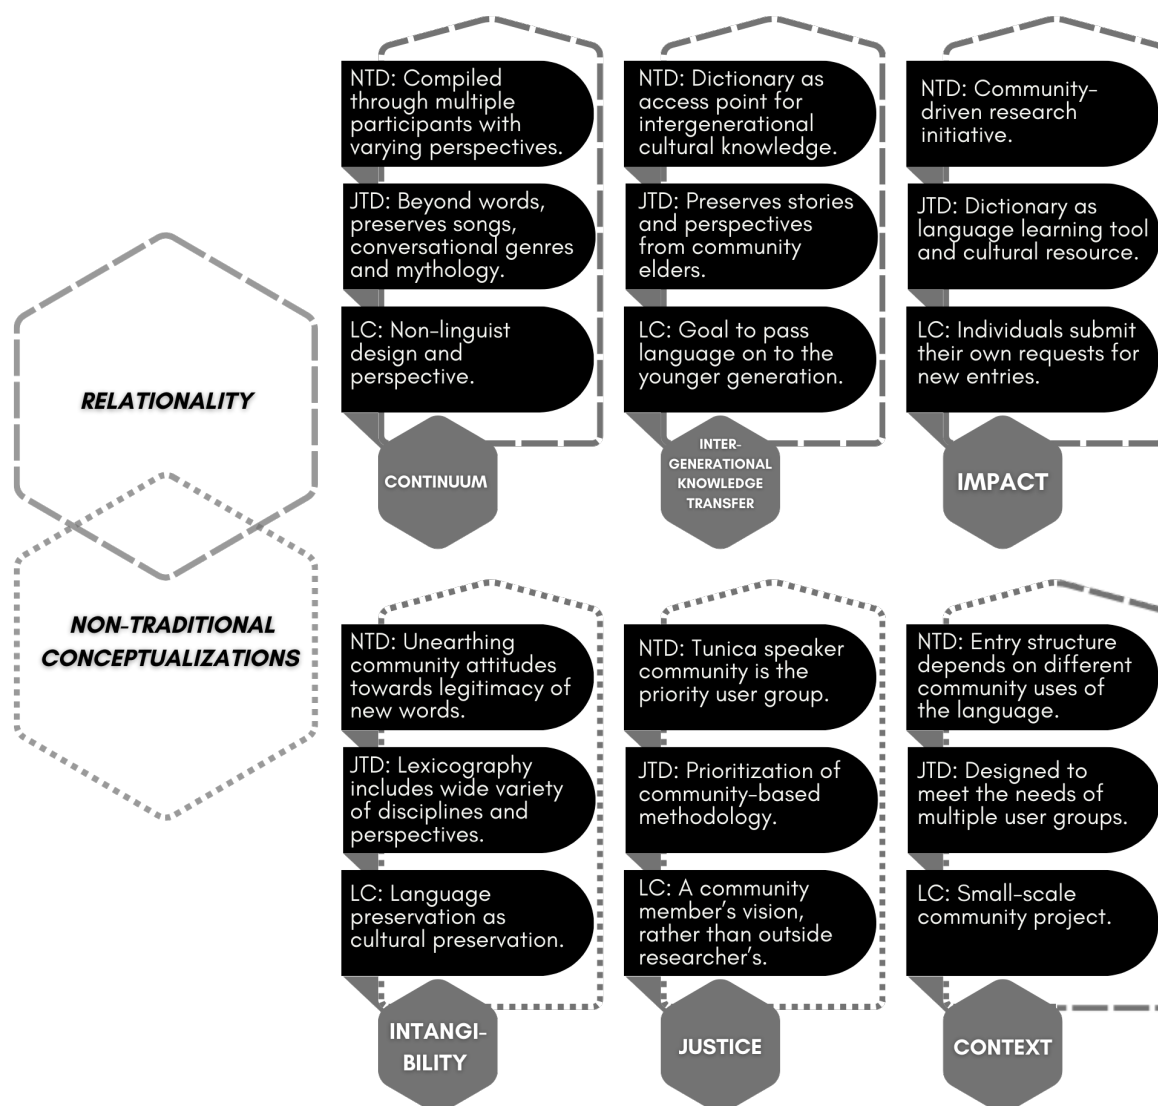 NTD: Compiled
through multiple
participants with
varying perspectives.
JTD: Beyond words,
preserves songs,
conversational genres
and mythology.
LC: Non-linguist
design and
perspective.
CONTINUUM
NTD: Dictionary as
access point for
intergenerational
cultural knowledge.
JTD: Preserves stories
and perspectives
from community
elders.
LC: Goal to pass
language on to the
younger generation.
INTER-
GENERATIONAL
KNOWLEDGE
TRANSFER
NTD: Community-
driven research
initiative.
JTD: Dictionary as
language learning tool
and cultural resource.
LC: Individuals submit
their own requests for
new entries.
IMPACT
RELATIONALITY
NON-TRADITIONAL
CONCEPTUALIZATIONS
NTD: Unearthing
community attitudes
towards legitimacy of
new words.
JTD: Lexicography
includes wide variety
of disciplines and
perspectives.
LC: Language
preservation as
cultural preservation.
INTANGI-
BILITY
NTD: Tunica speaker
community is the
priority user group.
JTD: Prioritization of
community-based
methodology.
LC: A community
member's vision,
rather than outside
researcher's.
JUSTICE
NTD: Entry structure
depends on different
community uses of
the language.
JTD: Designed to
meet the needs of
multiple user groups.
LC: Small-scale
community project.
CONTEXT